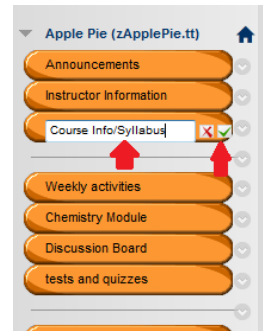 Apple Pie (zApplePie.tt)
Announcements
Instructor Information
Course Info/Syllabus
Weekly activities
Chemistry Module
Discussion Board
tests and quizzes